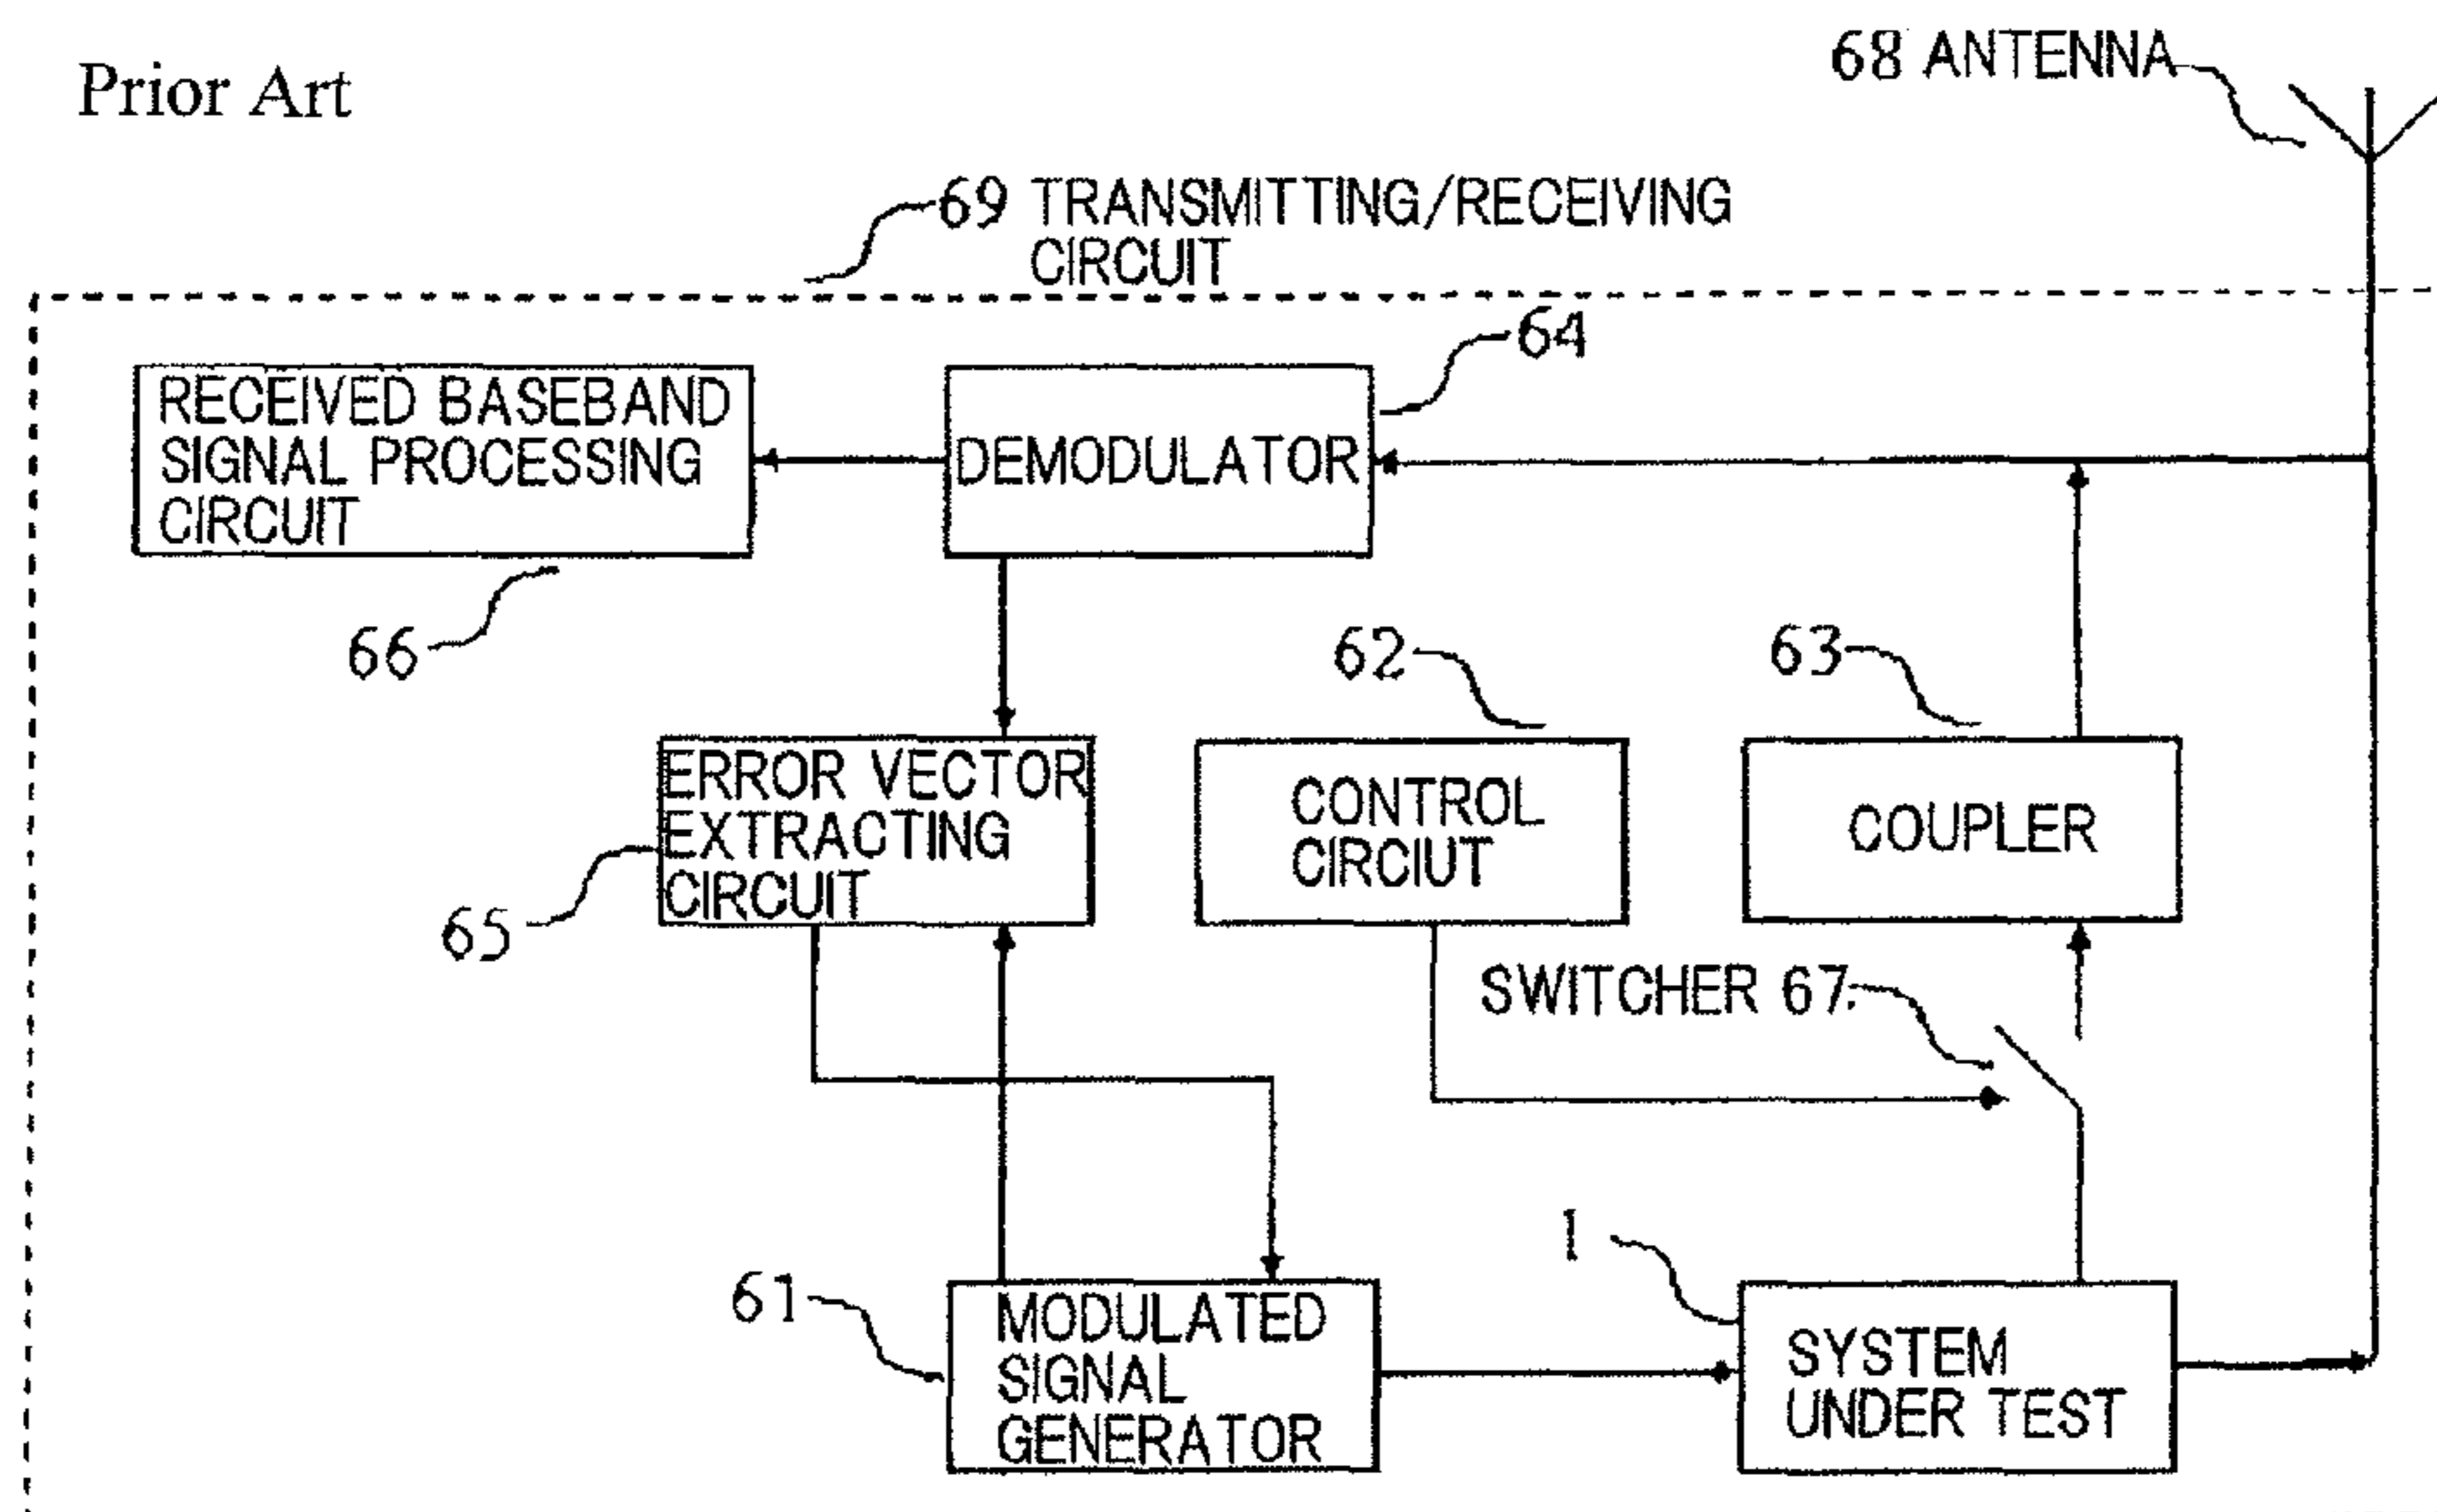 Prior Art
68 ANTENNA
69 TRANSMITTING/RECEIVING
CIRCUIT
64
RECEIVED BASEBAND
SIGNAL PROCESSING
CIRCUIT
DEMODULATOR
66
62
63
ERROR VECTOR
EXTRACTING
CIRCUIT
CONTROL
CIRCIUT
COUPLER
65
SWITCHER 67
1
61
MODULATED
SIGNAL
GENERATOR
SYSTEM
UNDER TEST